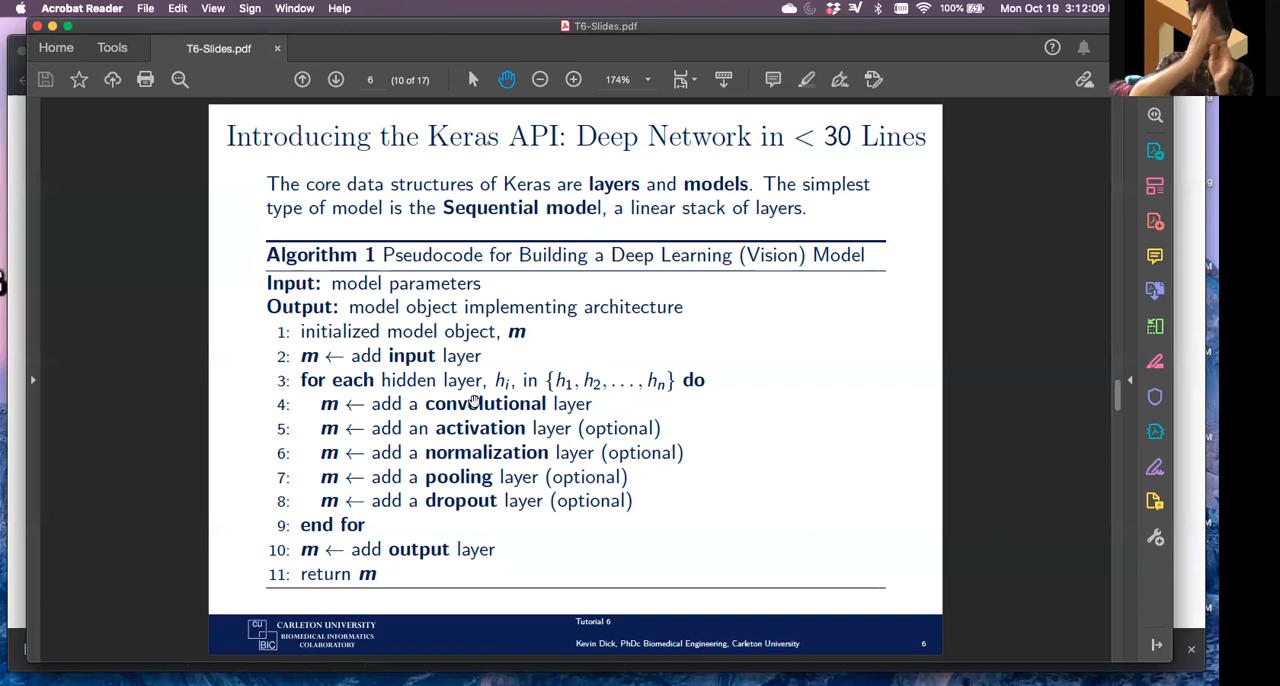 Acrobat Reader File Edit View Sign Window Help 100% Mon Oct 19 3:12:09
T6-Slides.pdf
Home Tools T6-Slides.pdf ×
6 (10 of 17) 174%
Introducing the Keras API: Deep Network in < 30 Lines
The core data structures of Keras are layers and models. The simplest
type of model is the Sequential model, a linear stack of layers.
Algorithm 1 Pseudocode for Building a Deep Learning (Vision) Model
Input: model parameters
Output: model object implementing architecture
1: initialized model object, m
2: m ← add input layer
3: for each hidden layer, hᵢ, in {h₁, h₂, . . . , hₙ} do
4: m ← add a convolutional layer
5: m ← add an activation layer (optional)
6: m ← add a normalization layer (optional)
7: m ← add a pooling layer (optional)
8: m ← add a dropout layer (optional)
9: end for
10: m ← add output layer
11: return m
CU
BIC
CARLETON UNIVERSITY
BIOMEDICAL INFORMATICS
COLABORATORY
Tutorial 6
Kevin Dick, PhDc Biomedical Engineering, Carleton University 6